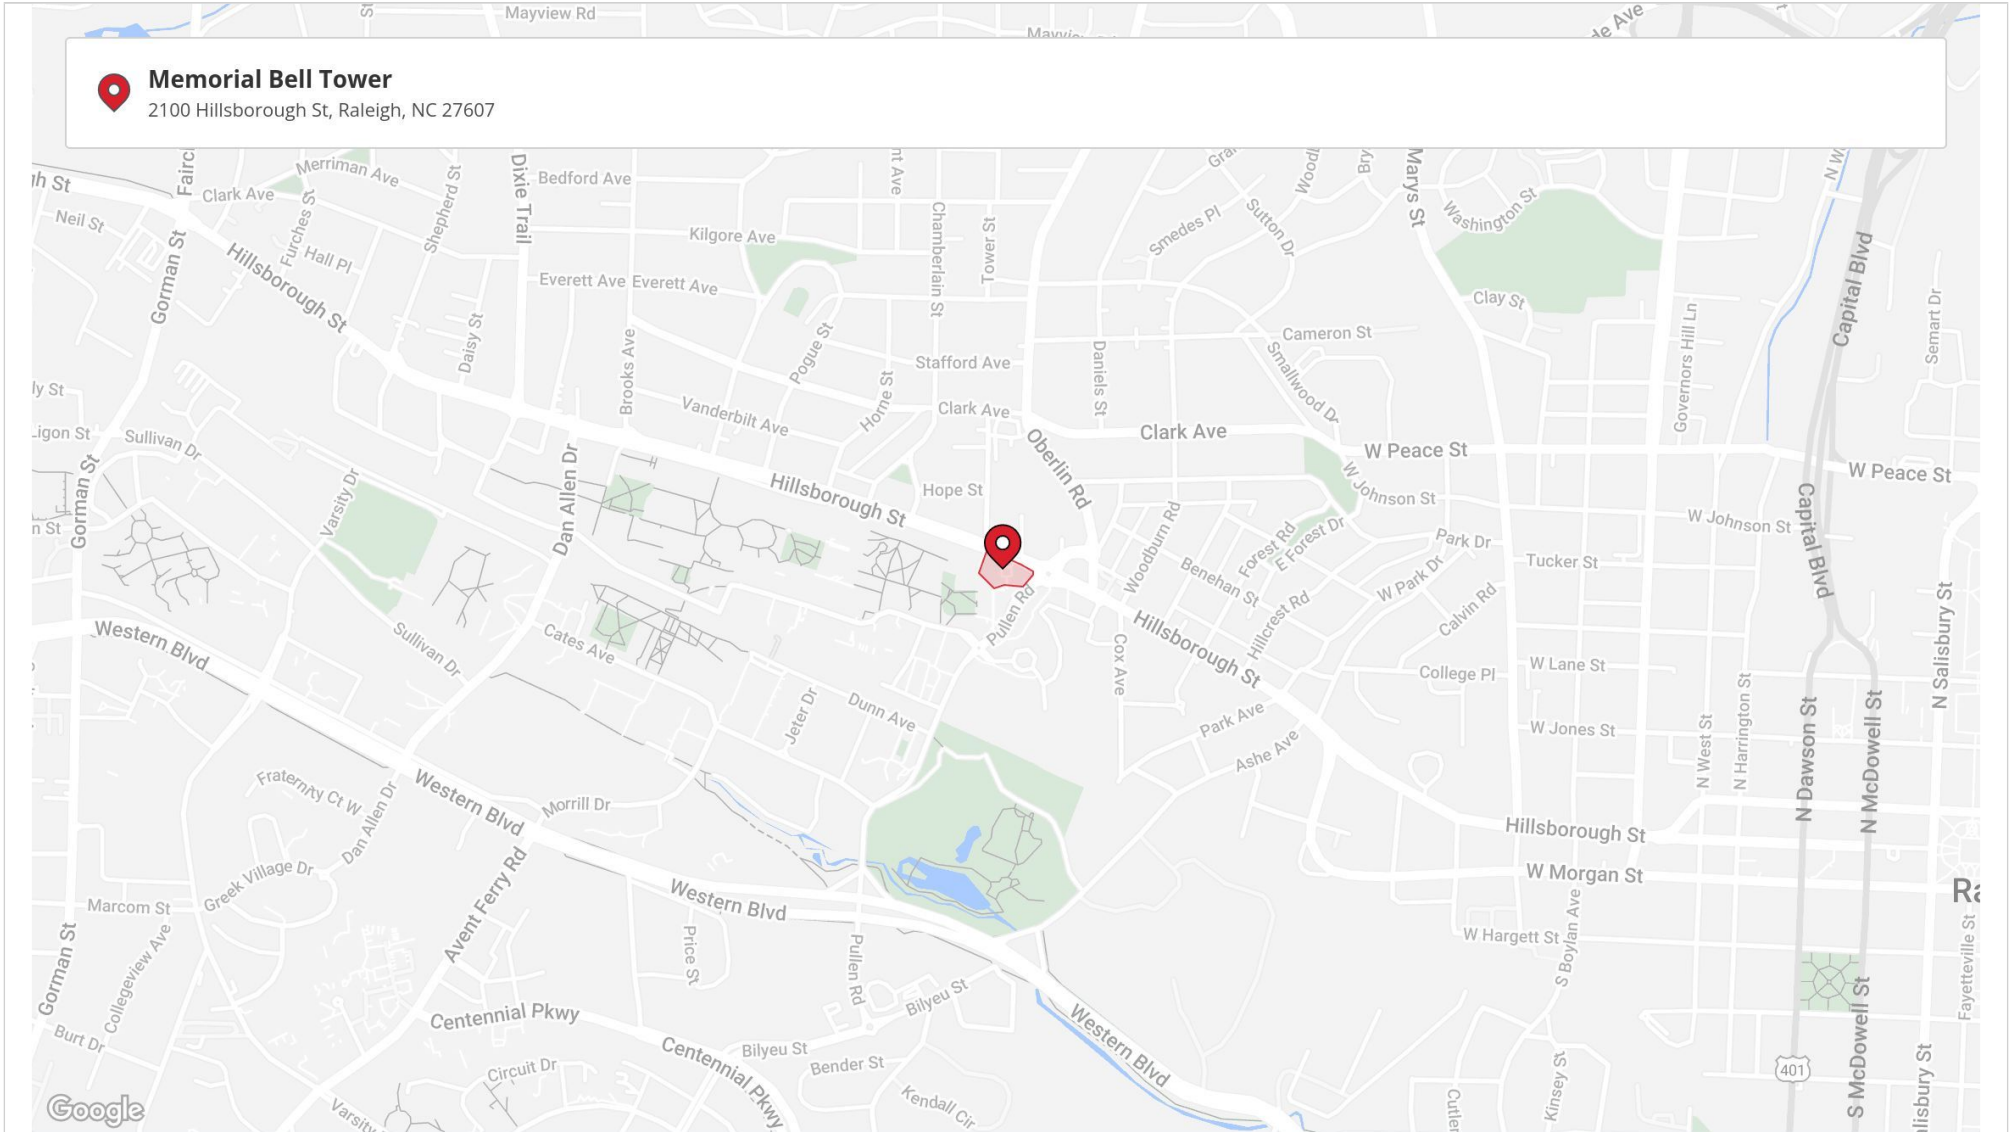 Mayview Rd
Memorial Bell Tower
2100 Hillsborough St, Raleigh, NC 27607
Merriman Ave
Clark Ave
Neil St
Furches St
Shepherd St
Dixie Trail
Bedford Ave
Kilgore Ave
Chamberlain St
Tower St
Smedes Pl
Sutton Dr
Marys St
Washington St
Capital Blvd
Gorman St
Hall Pl
Hillsborough St
Everett Ave
Everett Ave
Clay St
Governors Hill Ln
Semart Dr
Daisy St
Brooks Ave
Pogue St
Stafford Ave
Cameron St
Smallwood Dr
Daniels St
Horne St
Vanderbilt Ave
Clark Ave
Clark Ave
Oberlin Rd
W Peace St
W Peace St
Sullivan Dr
Gorman St
Varsity Dr
Dan Allen Dr
Hillsborough St
Hope St
W Johnson St
W Johnson St
Capital Blvd
Woodburn Rd
Forest Rd
E Forest Dr
Park Dr
Tucker St
Benehan St
W Park Dr
Calvin Rd
Hillcrest Rd
Pullen Rd
Western Blvd
Sullivan Dr
Cates Ave
Cox Ave
Hillsborough St
College Pl
W Lane St
N Salisbury St
Jeter Dr
Dunn Ave
Park Ave
Ashe Ave
W Jones St
N West St
N Harrington St
N Dawson St
N McDowell St
Fraternity Ct W
Dan Allen Dr
Western Blvd
Morrill Dr
Hillsborough St
W Morgan St
Greek Village Dr
Marcom St
Avent Ferry Rd
Western Blvd
Price St
Pullen Rd
W Hargett St
S Boylan Ave
Fayetteville St
Collegeview Ave
Gorman St
Burt Dr
Centennial Pkwy
Bilyeu St
Bilyeu St
Bender St
Western Blvd
Circuit Dr
Centennial Pkwy
Kendall Cir
Kinsey St
401
S McDowell St
Google